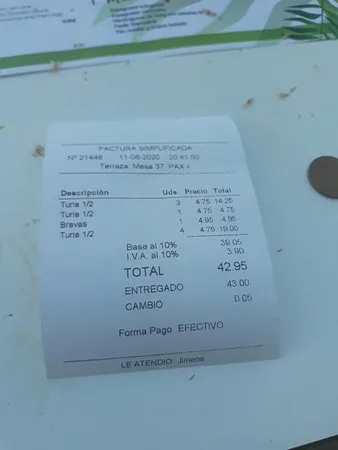 FACTURA SIMPLIFICADA
Nº 21446 11-06-2020 20:41:50
Terraza Mesa 37 PAX
Descripción Uds Precio Total
Turia 1/2 3 4.75 14.25
Turia 1/2 1 4.75 4.75
Bravas 1 4.95 4.95
Turia 1/2 4 4.75 19.00
Base al 10% 39.05
I.V.A. al 10% 3.90
TOTAL 42.95
ENTREGADO 43.00
CAMBIO 0.05
Forma Pago EFECTIVO
LE ATENDIO Jimena